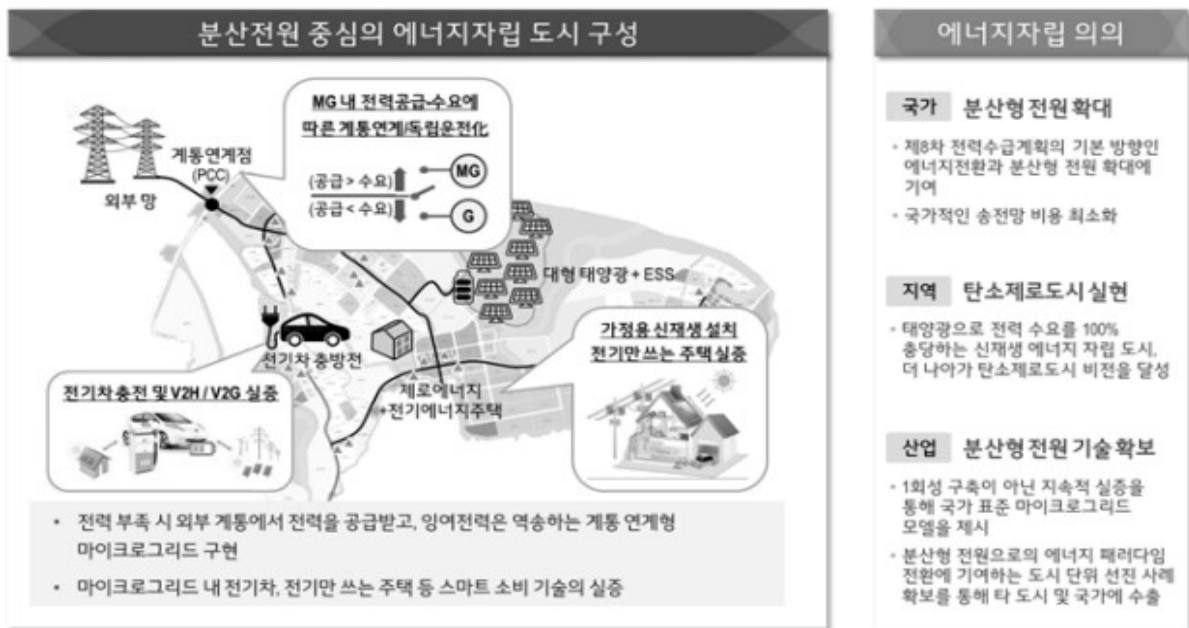 분산전원 중심의 에너지자립 도시 구성
MG 내 전력공급-수요에
따른 계통연계/독립운전화
계통연계점
(PCC)
외부 망
(공급 > 수요)
(공급 < 수요)
MG
G
대형 태양광 + ESS
전기차 충방전
제로에너지
+전기에너지주택
가정용 신재생 설치
전기만 쓰는 주택 실증
전기차 충전 및 V2H / V2G 실증
• 전력 부족 시 외부 계통에서 전력을 공급받고, 잉여전력은 역송하는 계통 연계형
마이크로그리드 구현
• 마이크로그리드 내 전기차, 전기만 쓰는 주택 등 스마트 소비 기술의 실증
에너지자립 의의
국가 분산형 전원 확대
• 제8차 전력수급계획의 기본 방향인
에너지전환과 분산형 전원 확대에
기여
• 국가적인 송전망 비용 최소화
지역 탄소제로도시 실현
• 태양광으로 전력 수요를 100%
충당하는 신재생 에너지 자립 도시,
더 나아가 탄소제로도시 비전을 달성
산업 분산형 전원 기술 확보
• 1회성 구축이 아닌 지속적 실증을
통해 국가 표준 마이크로그리드
모델을 제시
• 분산형 전원으로의 에너지 패러다임
전환에 기여하는 도시 단위 선진 사례
확보를 통해 타 도시 및 국가에 수출